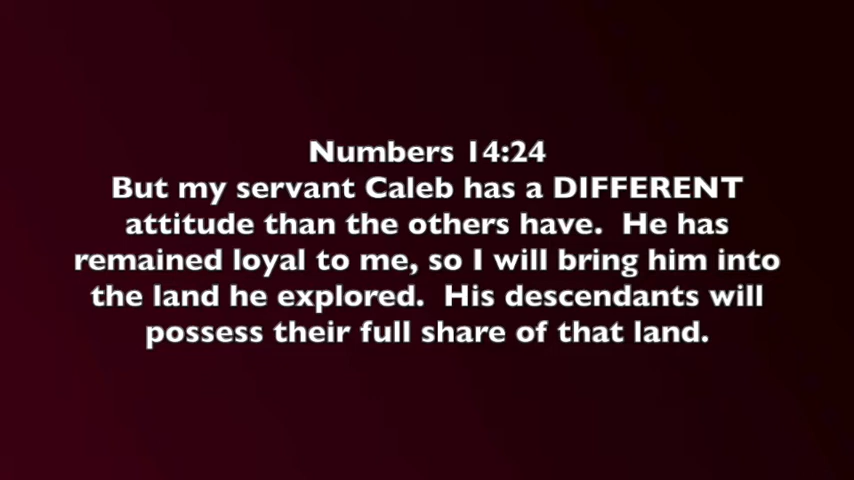 Numbers 14:24
But my servant Caleb has a DIFFERENT
attitude than the others have.  He has
remained loyal to me, so I will bring him into
the land he explored.  His descendants will
possess their full share of that land.